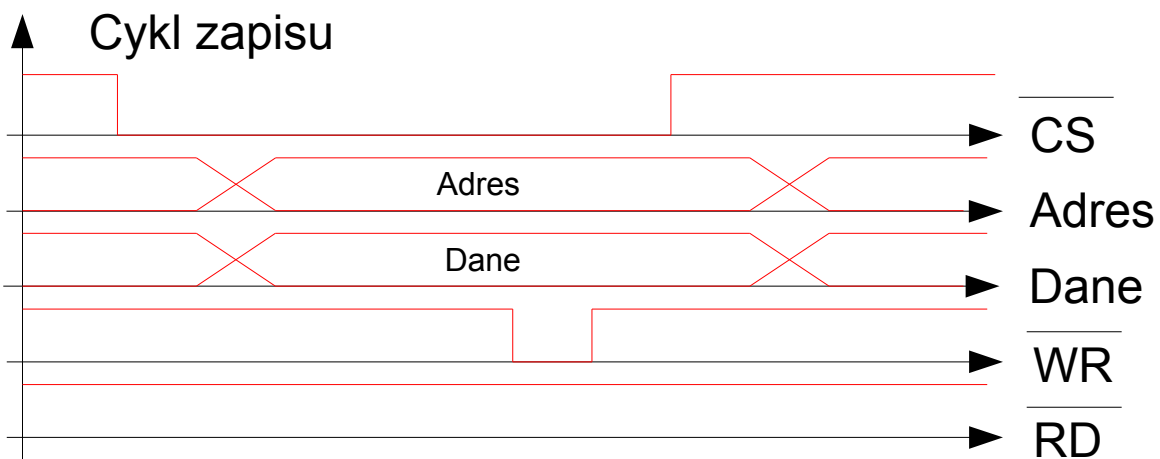 Cykl zapisu
CS
Adres
Adres
Dane
Dane
WR
RD